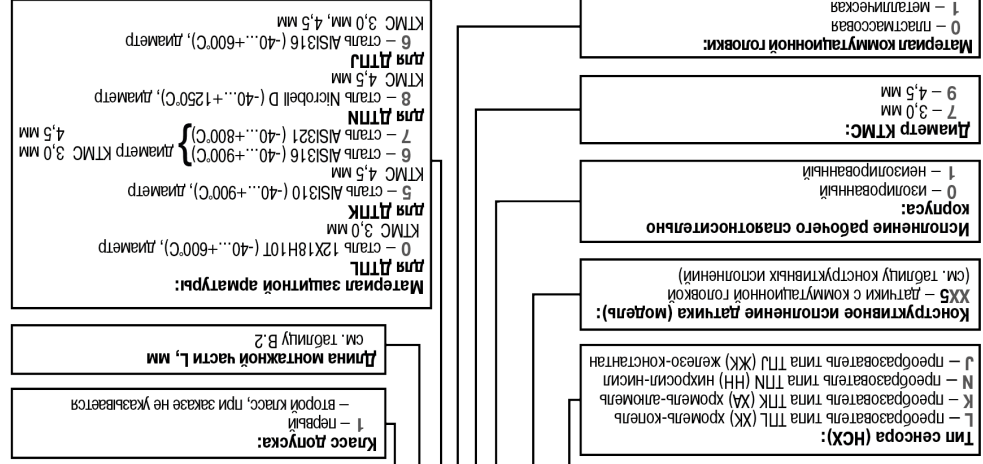 Тип сенсора (НСХ):
L – преобразователь типа ТПL (ХК) хромель-копель
K – преобразователь типа ТПК (ХА) хромель-алюмель
N – преобразователь типа ТПN (НН) нихросил-нисил
J – преобразователь типа ТПJ (ЖК) железо-константан
Конструктивное исполнение датчика (модель):
ХХ5 – датчики с коммутационной головкой
(см. таблицу конструктивных исполнений)
Исполнение рабочего спаяотносительно
корпуса:
0 – изолированный
1 – неизолированный
Диаметр КТМС:
7 – 3,0 мм
9 – 4,5 мм
Материал коммутационной головки:
0 – пластмассовая
1 – металлическая
Класс допуска:
1 – первый
– второй класс, при заказе не указывается
Длина монтажной части L, мм
см. таблицу В.2
Материал защитной арматуры:
для ДТПL
0 – сталь 12Х18Н10Т (-40...+600°С), диаметр
КТМС 3,0 мм
для ДТПК
5 – сталь AISI310 (-40...+900°С), диаметр
КТМС 4,5 мм
6 – сталь AISI316 (-40...+900°С) } диаметр КТМС 3,0 мм
7 – сталь AISI321 (-40...+800°С) 4,5 мм
для ДТПN
8 – сталь Nicrobell D (-40...+1250°С), диаметр
КТМС 4,5 мм
для ДТПJ
6 – сталь AISI316 (-40...+600°С), диаметр
КТМС 3,0 мм, 4,5 мм